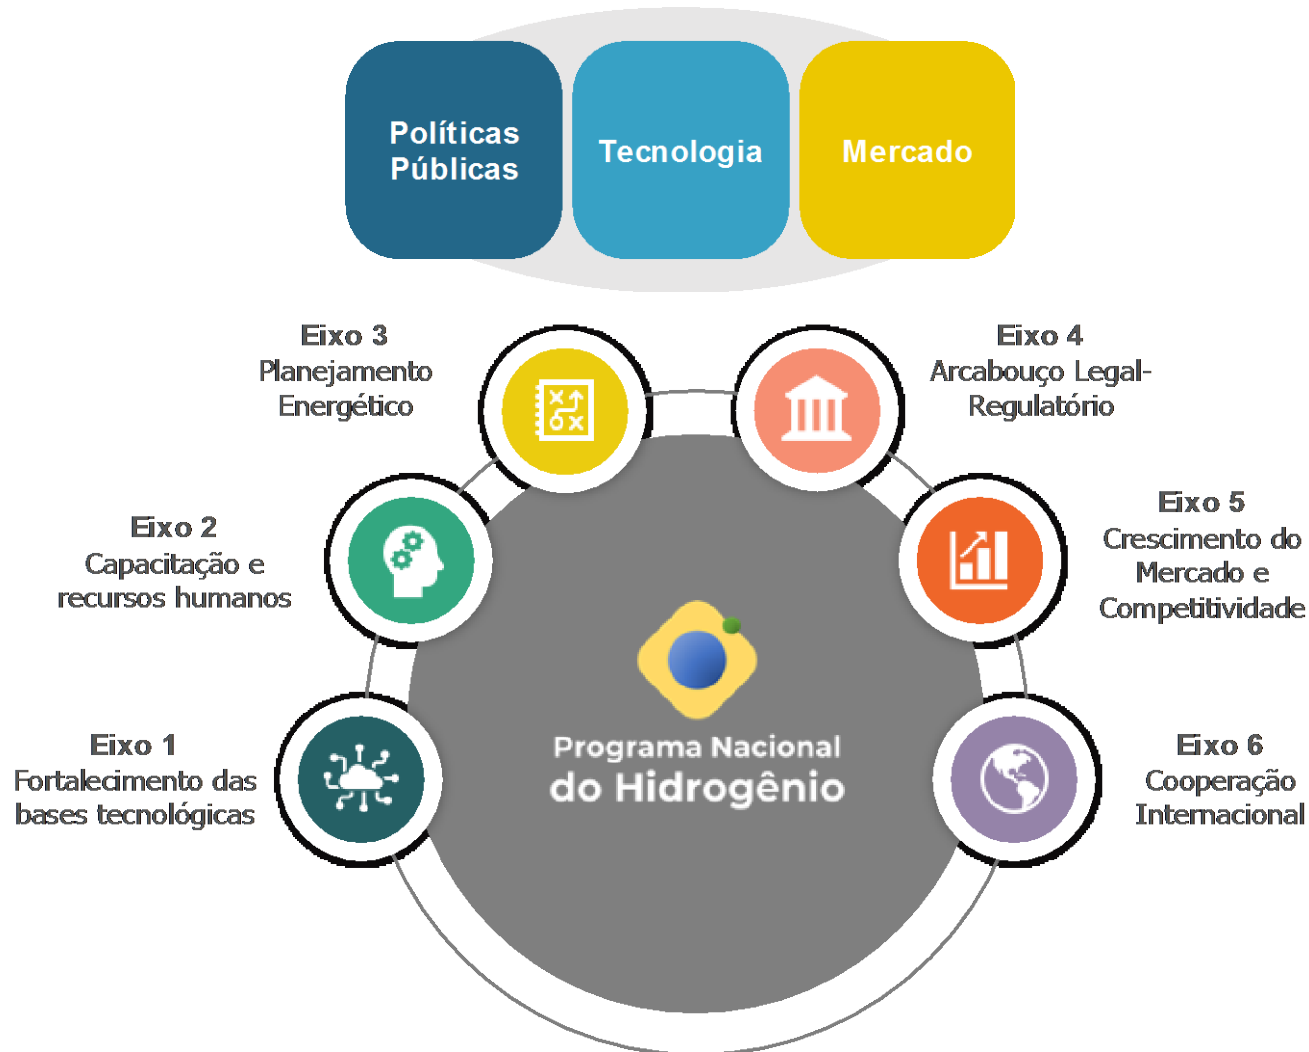 Políticas
Públicas
Tecnologia
Mercado
Eixo 3
Planejamento
Energético
Eixo 4
Arcabouço Legal-
Regulatório
Eixo 2
Capacitação e
recursos humanos
Eixo 5
Crescimento do
Mercado e
Competitividade
Eixo 1
Fortalecimento das
bases tecnológicas
Programa Nacional
do Hidrogênio
Eixo 6
Cooperação
Internacional